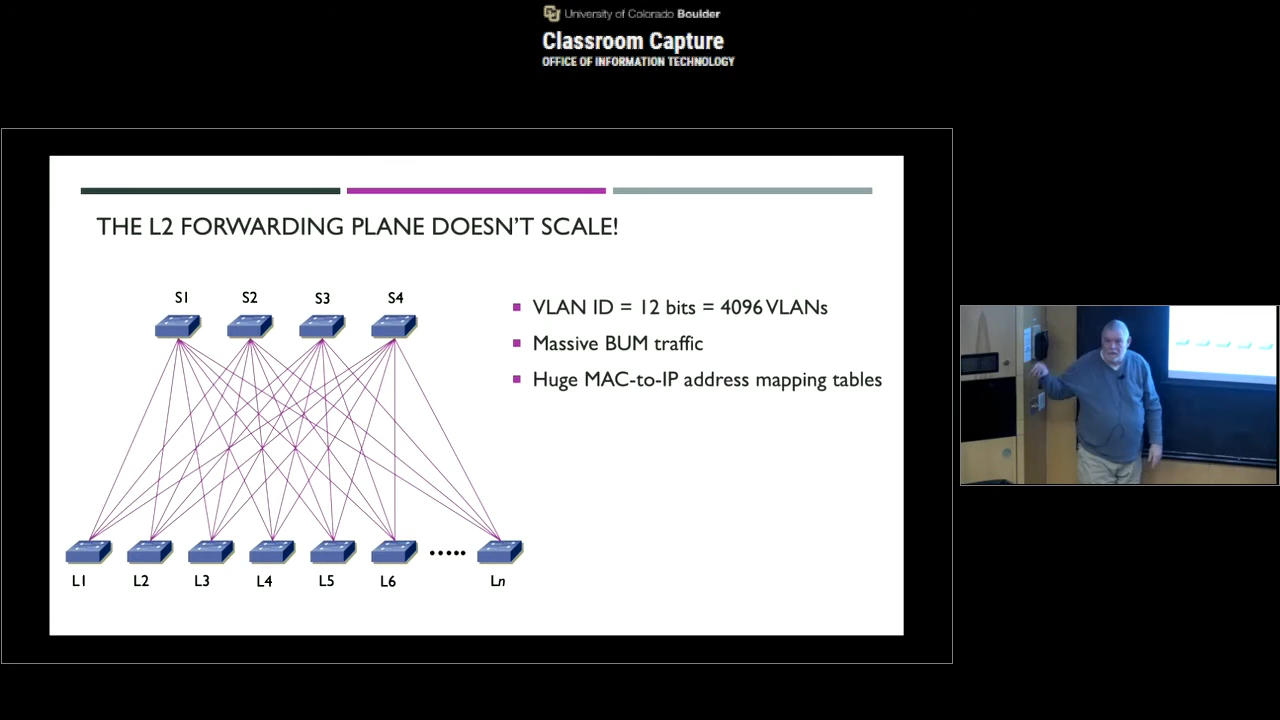 University of Colorado Boulder
Classroom Capture
OFFICE OF INFORMATION TECHNOLOGY
THE L2 FORWARDING PLANE DOESN'T SCALE!
S1 S2 S3 S4
VLAN ID = 12 bits = 4096 VLANs
Massive BUM traffic
Huge MAC-to-IP address mapping tables
L1 L2 L3 L4 L5 L6 ..... Ln